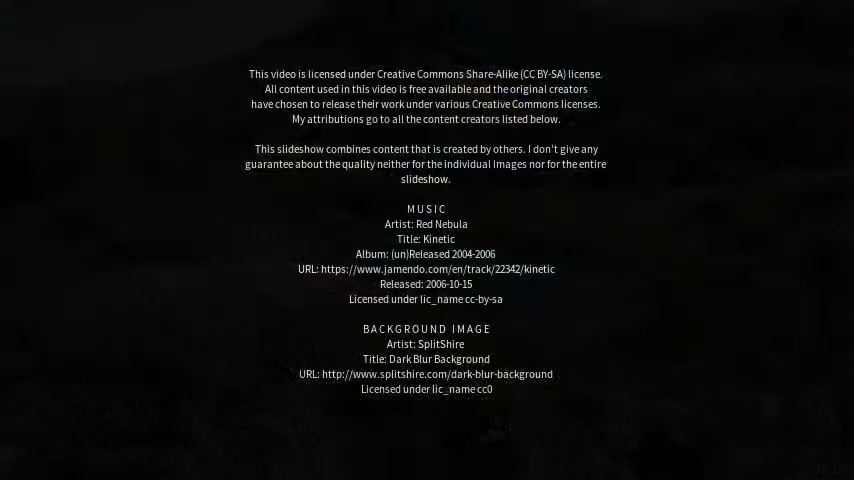 This video is licensed under Creative Commons Share-Alike (CC BY-SA) license.
All content used in this video is free available and the original creators
have chosen to release their work under various Creative Commons licenses.
My attributions go to all the content creators listed below.
This slideshow combines content that is created by others. I don't give any
guarantee about the quality neither for the individual images nor for the entire
slideshow.
MUSIC
Artist: Red Nebula
Title: Kinetic
Album: (un)Released 2004-2006
URL: https://www.jamendo.com/en/track/22342/kinetic
Released: 2006-10-15
Licensed under lic_name cc-by-sa
BACKGROUND IMAGE
Artist: SplitShire
Title: Dark Blur Background
URL: http://www.splitshire.com/dark-blur-background
Licensed under lic_name cc0